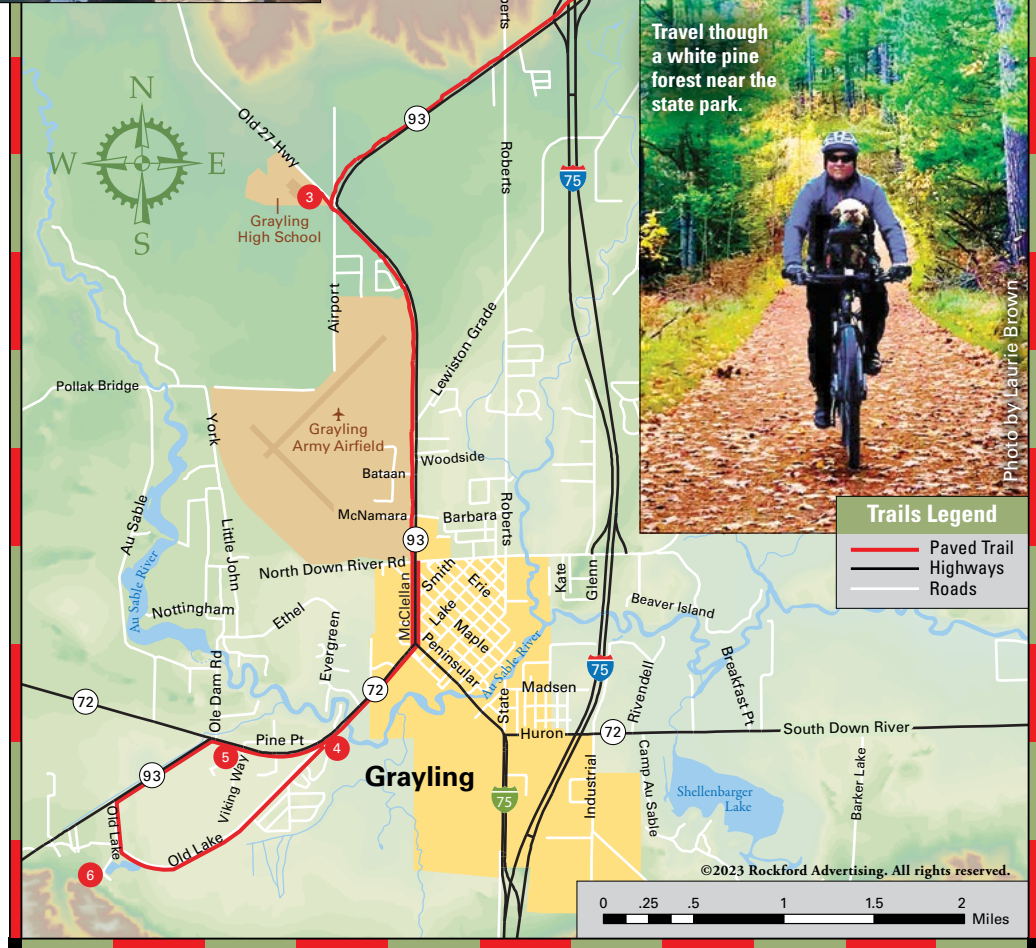 Travel though
a white pine
forest near the
state park.
Photo by Laurie Brown
N
W
E
S
berts
Old 27 Hwy
93
Roberts
75
3
Grayling
High School
Airport
Lewiston Grade
Pollak Bridge
York
Grayling
Army Airfield
Woodside
Bataan
McNamara
Barbara
Roberts
93
Au Sable
Little John
North Down River Rd
McClellan
Smith
Erie
Lake
Maple
Peninsular
Kate
Glenn
Beaver Island
Au Sable River
Nottingham
Ethel
Evergreen
Au Sable River
72
72
Ole Dam Rd
State
Madsen
75
Rivendell
Breakfast Pt
Huron
72
South Down River
Pine Pt
5
4
93
Viking Way
Grayling
75
Industrial
Camp Au Sable
Shellenbarger
Lake
Barker Lake
Old Lake
Old Lake
6
Trails Legend
Paved Trail
Highways
Roads
©2023 Rockford Advertising. All rights reserved.
0 .25 .5 1 1.5 2
Miles